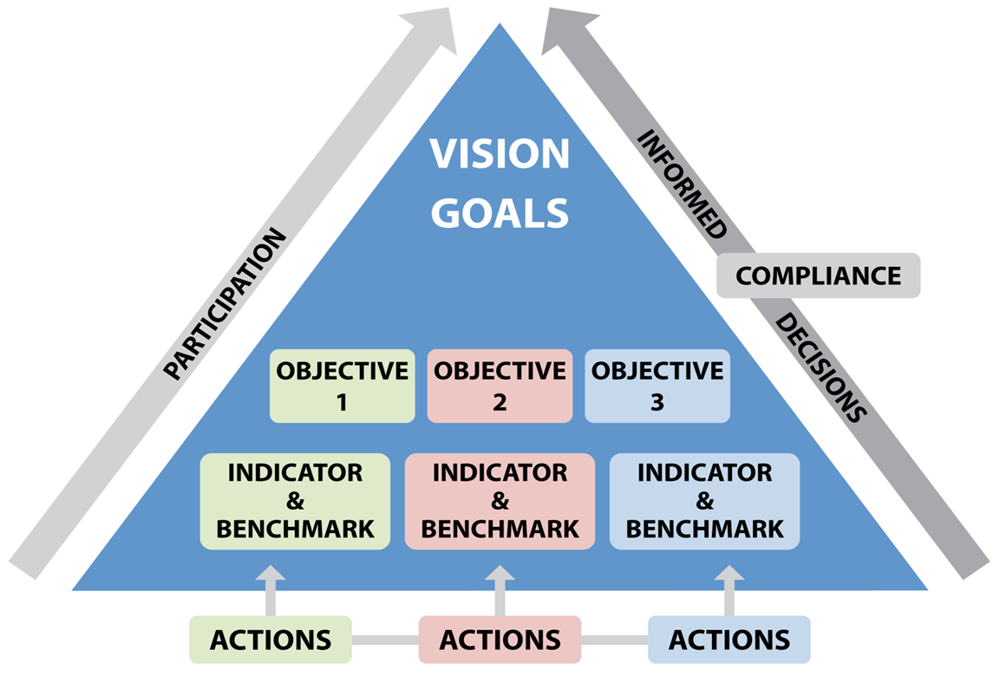 VISION
GOALS
PARTICIPATION
INFORMED
COMPLIANCE
DECISIONS
OBJECTIVE
1
OBJECTIVE
2
OBJECTIVE
3
INDICATOR
&
BENCHMARK
INDICATOR
&
BENCHMARK
INDICATOR
&
BENCHMARK
ACTIONS
ACTIONS
ACTIONS